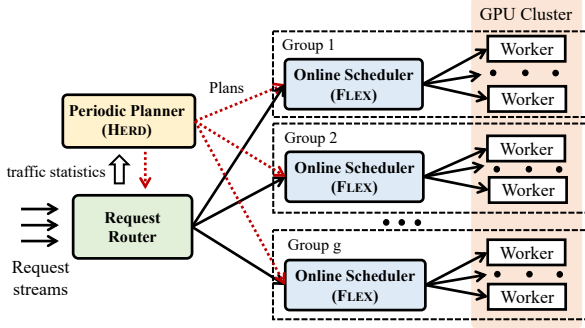 GPU Cluster
Group 1
Worker
Online Scheduler
(FLEX)
Worker
Plans
Periodic Planner
(HERD)
Group 2
Worker
Online Scheduler
(FLEX)
Worker
traffic statistics
Request
Router
Request
streams
Group g
Worker
Online Scheduler
(FLEX)
Worker